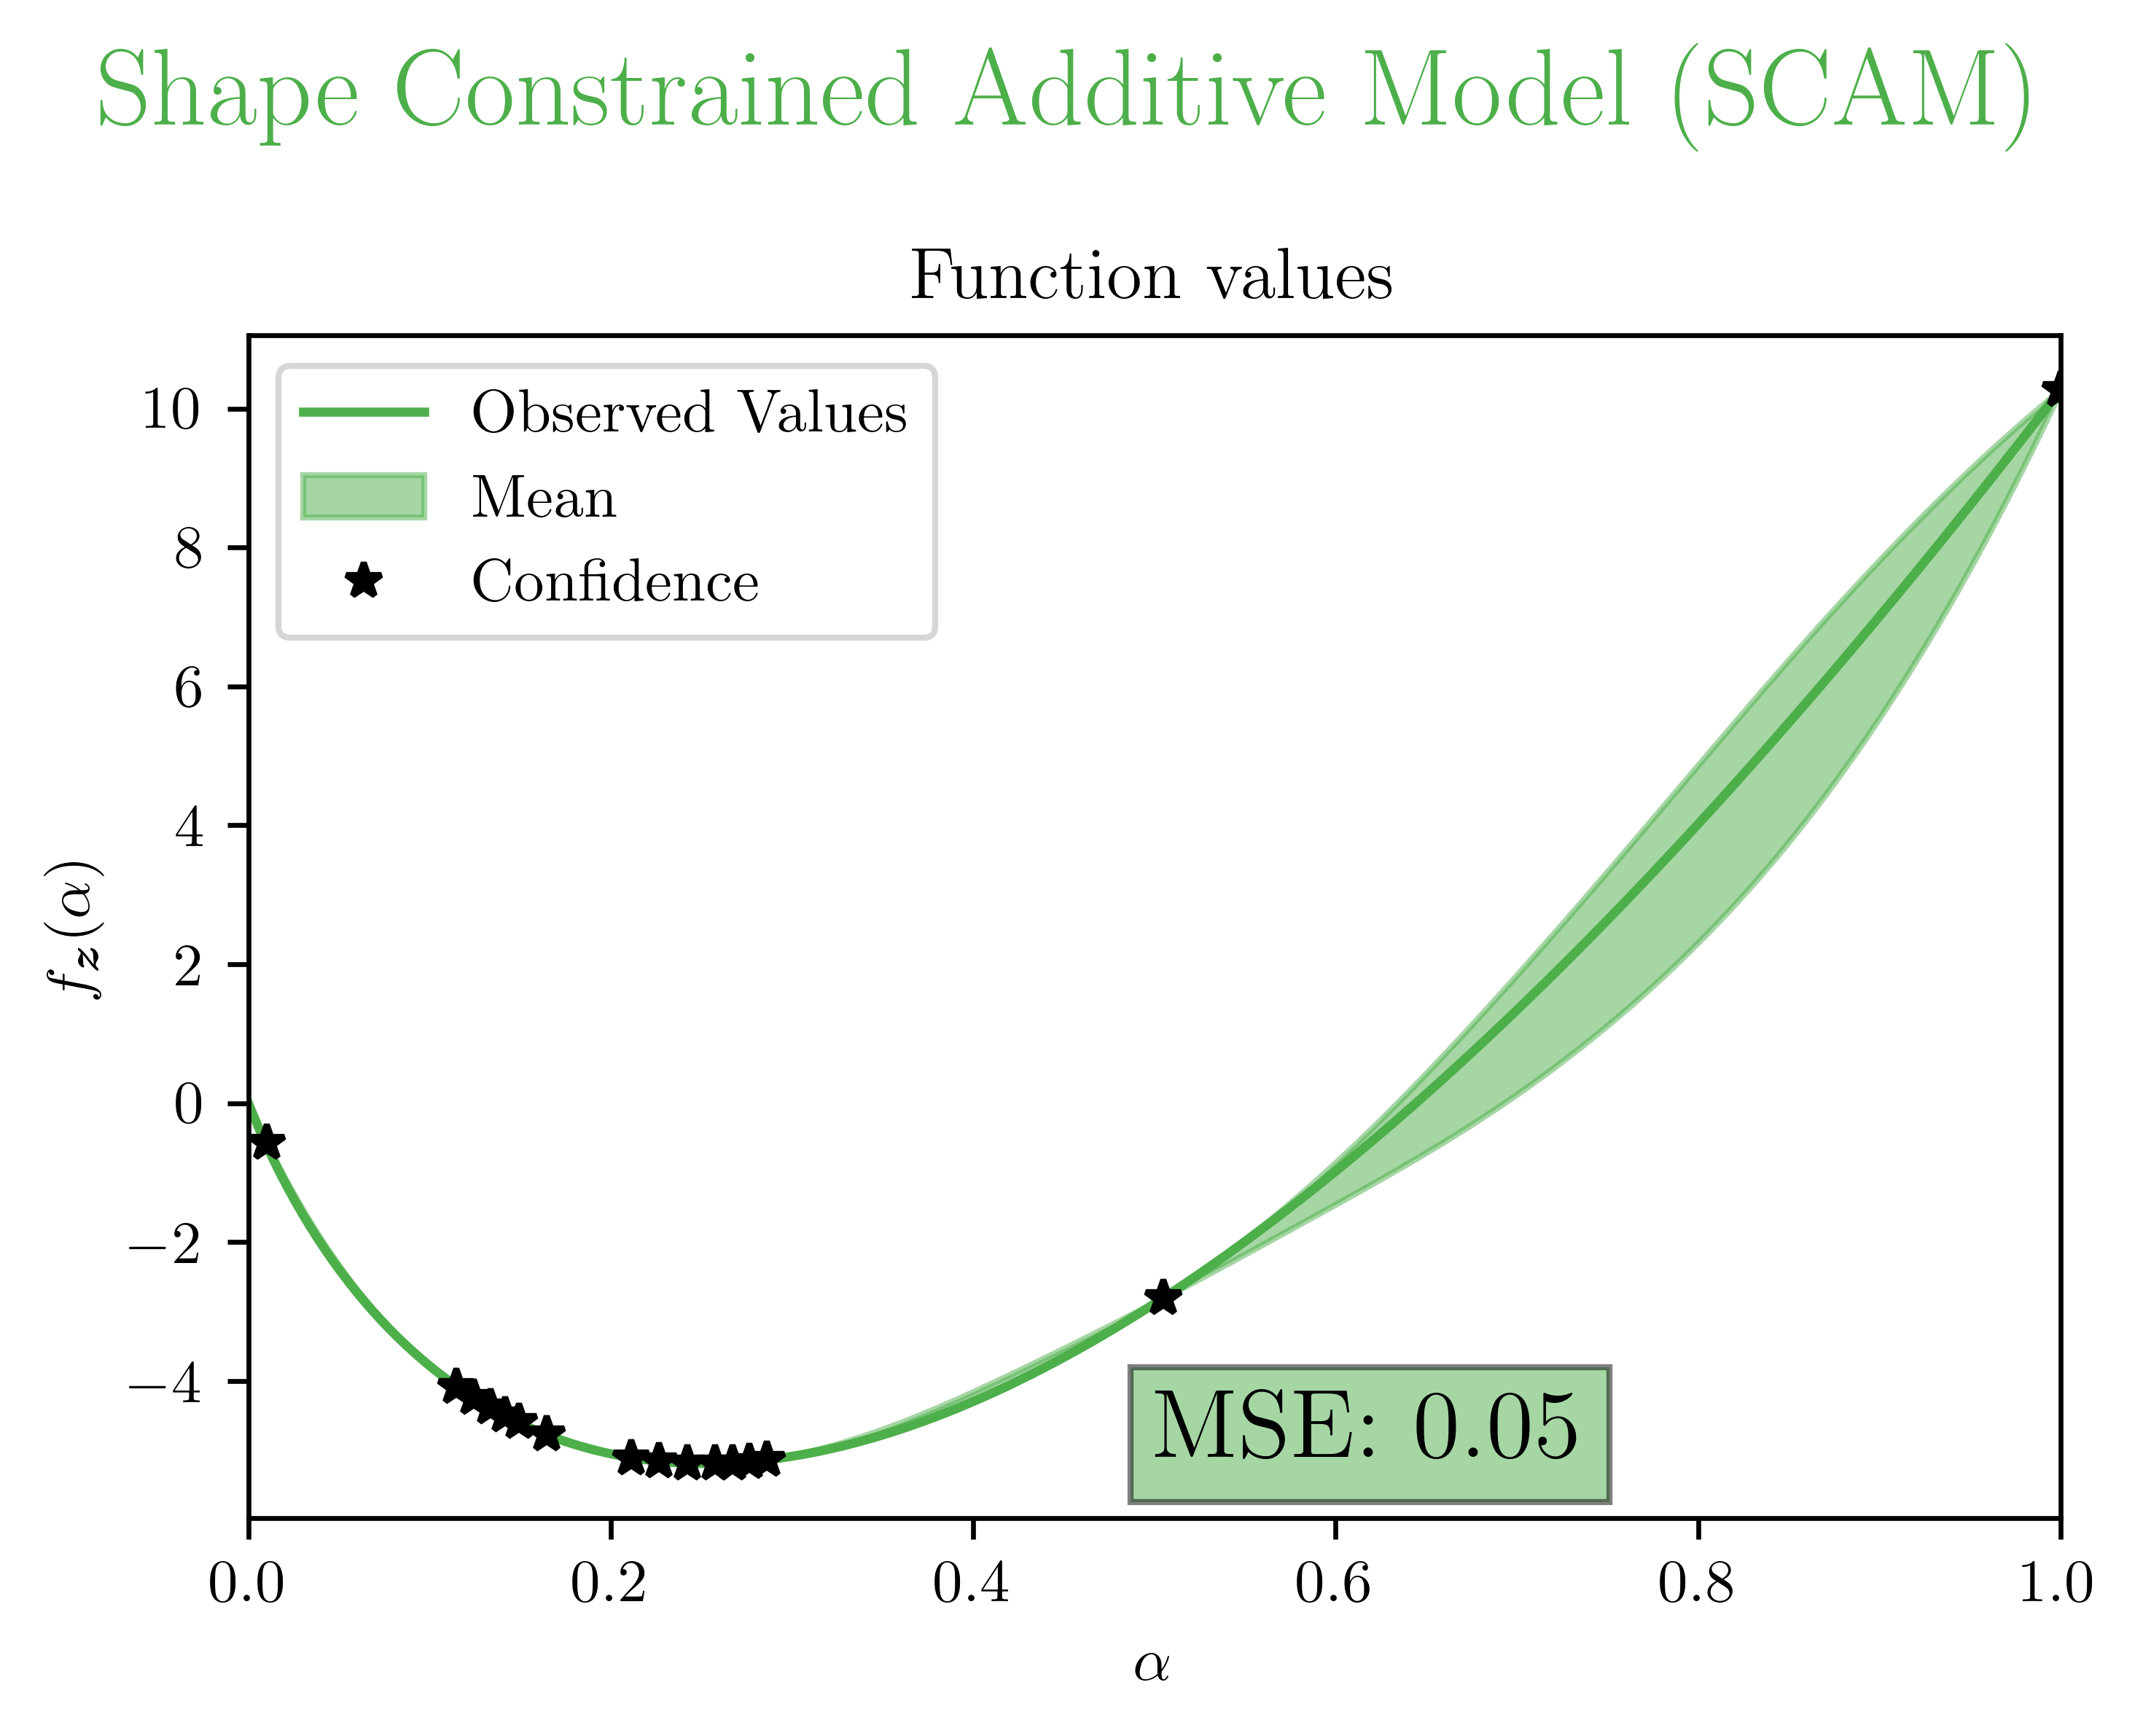 Shape Constrained Additive Model (SCAM)
Function values
Observed Values
Mean
Confidence
10
8
6
4
2
0
−2
−4
f_z(α)
MSE: 0.05
0.0 0.2 0.4 0.6 0.8 1.0
α